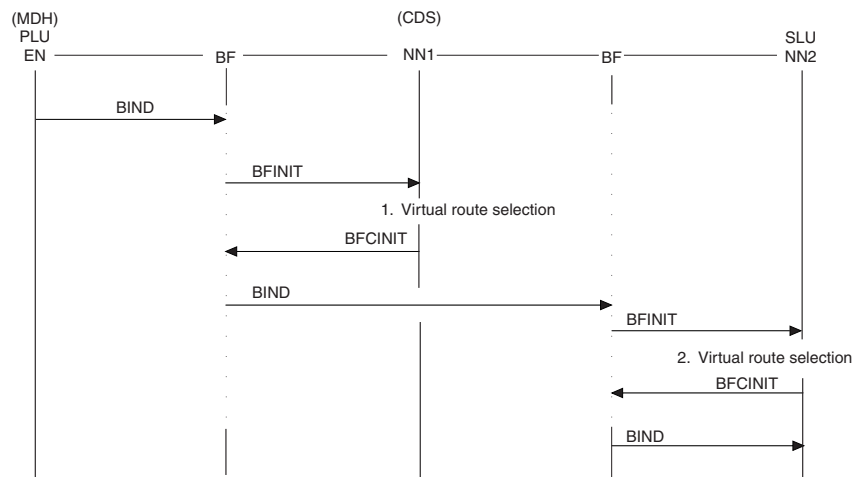 (MDH)
PLU
EN
BF
(CDS)
NN1
BF
SLU
NN2
BIND
BFINIT
1. Virtual route selection
BFCINIT
BIND
BFINIT
2. Virtual route selection
BFCINIT
BIND